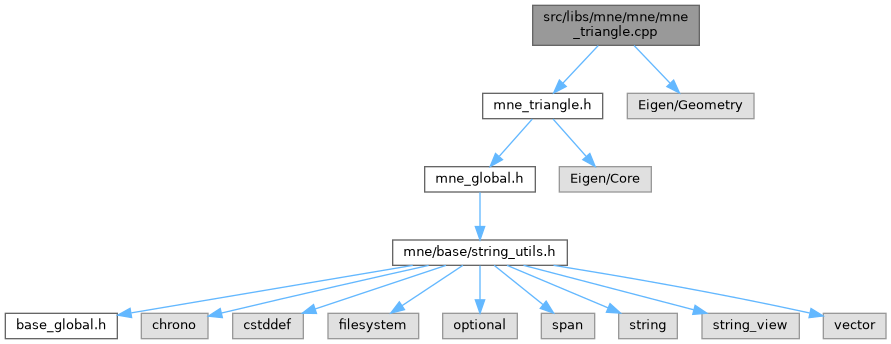 src/libs/mne/mne/mne
_triangle.cpp
mne_triangle.h
Eigen/Geometry
mne_global.h
Eigen/Core
mne/base/string_utils.h
base_global.h
chrono
cstddef
filesystem
optional
span
string
string_view
vector